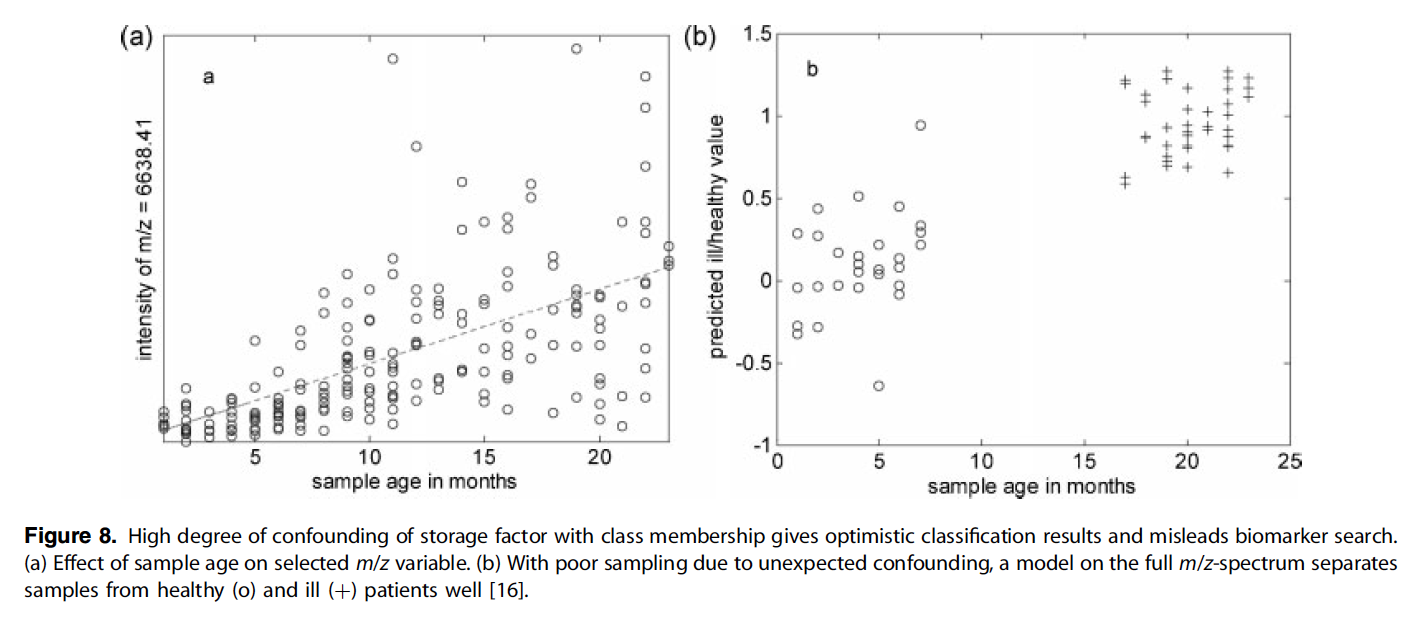 (a)
a
intensity of m/z = 6638.41
5 10 15 20
sample age in months
(b)
b
predicted ill/healthy value
1.5
1
0.5
0
-0.5
-1
0 5 10 15 20 25
sample age in months
Figure 8. High degree of confounding of storage factor with class membership gives optimistic classification results and misleads biomarker search.
(a) Effect of sample age on selected m/z variable. (b) With poor sampling due to unexpected confounding, a model on the full m/z-spectrum separates
samples from healthy (o) and ill (+) patients well [16].